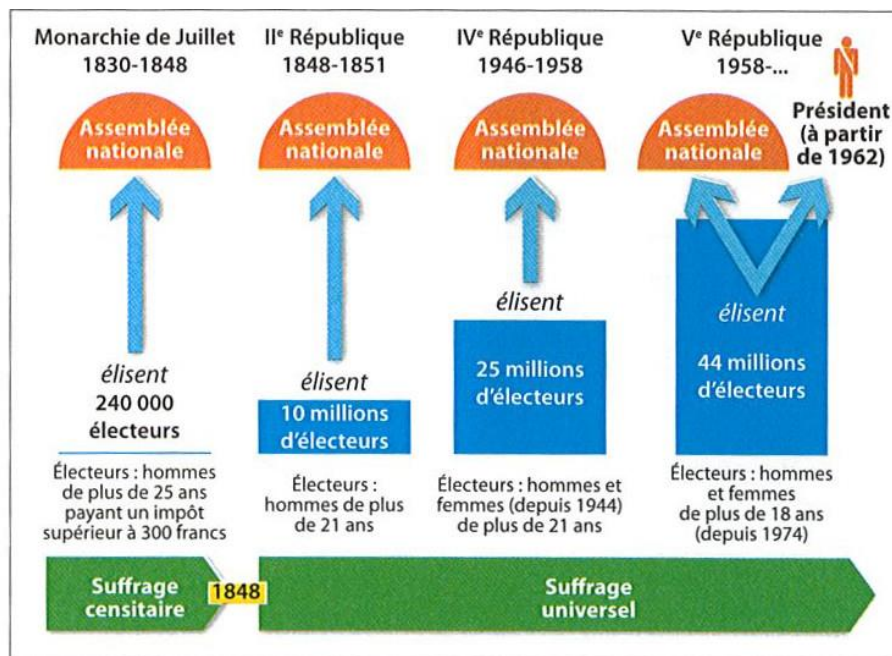 Monarchie de Juillet
1830-1848
Assemblée
nationale
élisent
240 000
électeurs
Électeurs : hommes
de plus de 25 ans
payant un impôt
supérieur à 300 francs
IIe République
1848-1851
Assemblée
nationale
élisent
10 millions
d'électeurs
Électeurs :
hommes de plus
de 21 ans
IVe République
1946-1958
Assemblée
nationale
élisent
25 millions
d'électeurs
Électeurs : hommes et
femmes (depuis 1944)
de plus de 21 ans
Ve République
1958-...
Assemblée
nationale
Président
(à partir
de 1962)
élisent
44 millions
d'électeurs
Électeurs : hommes
et femmes
de plus de 18 ans
(depuis 1974)
Suffrage
censitaire
1848
Suffrage
universel